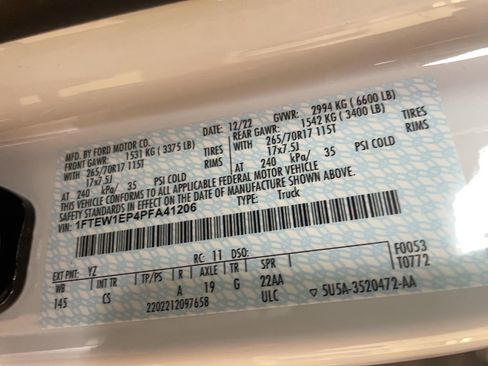 MFD. BY FORD MOTOR CO.
DATE: 12/22 GVWR: 2994 KG (6600 LB)
FRONT GAWR: 1531 KG (3375 LB) REAR GAWR: 1542 KG (3400 LB)
WITH 265/70R17 115T TIRES WITH 265/70R17 115T TIRES
17x7.5J RIMS 17x7.5J RIMS
AT 240 kPa/ 35 PSI COLD AT 240 kPa/ 35 PSI COLD
THIS VEHICLE CONFORMS TO ALL APPLICABLE FEDERAL MOTOR VEHICLE
SAFETY STANDARDS IN EFFECT ON THE DATE OF MANUFACTURE SHOWN ABOVE.
VIN: 1FTEW1EP4PFA41206 TYPE: Truck
EXT PNT: YZ RC: 11 DSO: F0053
WB INT TR TP/PS R AXLE TR SPR T0772
145 CS A 19 G 22AA
2202212097658 ULC ▽ 5U5A-3520472-AA